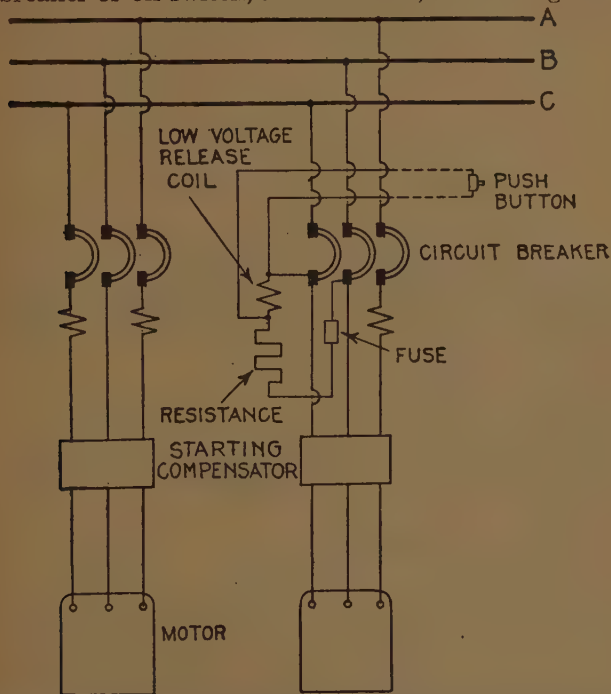 A
B
C
LOW VOLTAGE
RELEASE
COIL
PUSH
BUTTON
CIRCUIT BREAKER
FUSE
RESISTANCE
STARTING
COMPENSATOR
MOTOR